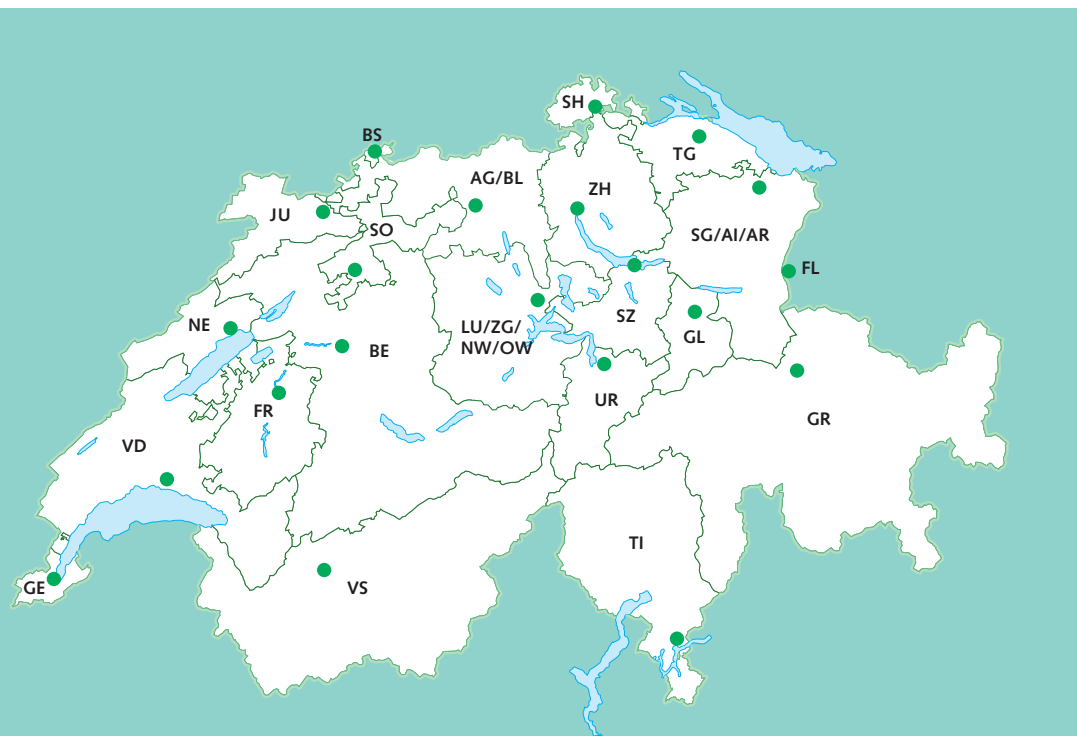 SH
BS
TG
AG/BL
ZH
JU
SO
SG/AI/AR
FL
NE
SZ
LU/ZG/
NW/OW
GL
BE
UR
FR
GR
VD
TI
GE
VS